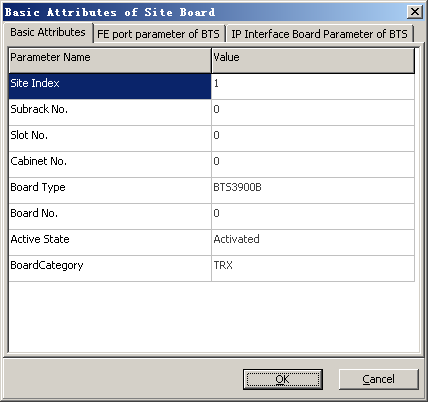 Basic Attributes of Site Board
Basic Attributes FE port parameter of BTS IP Interface Board Parameter of BTS
Parameter Name Value
Site Index 1
Subrack No. 0
Slot No. 0
Cabinet No. 0
Board Type BTS3900B
Board No. 0
Active State Activated
BoardCategory TRX
OK Cancel